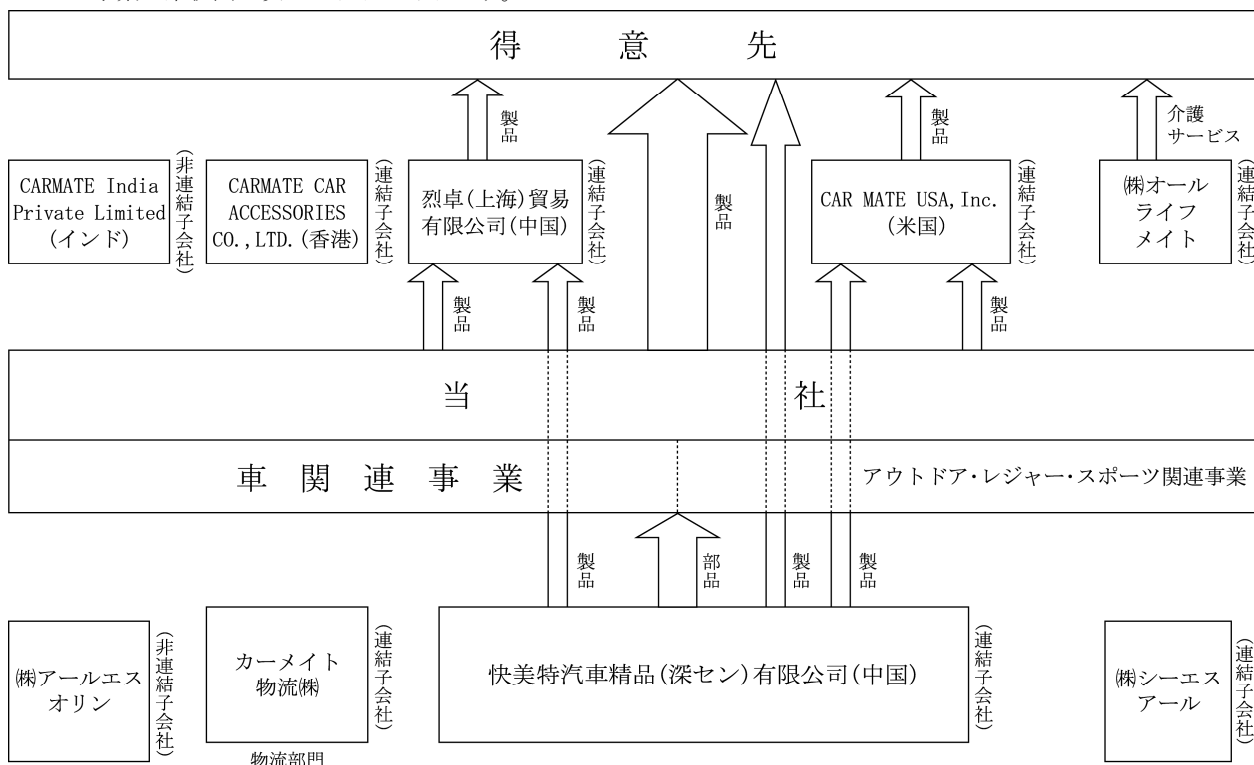 得意先
製品
製品
介護
サービス
CARMATE India
Private Limited
(インド)
(非連結子会社)
CARMATE CAR
ACCESSORIES
CO.,LTD.(香港)
(連結子会社)
烈卓(上海)貿易
有限公司(中国)
(連結子会社)
製品
CAR MATE USA,Inc.
(米国)
(連結子会社)
㈱オール
ライフ
メイト
(連結子会社)
製品
製品
製品
当社
車関連事業
アウトドア・レジャー・スポーツ関連事業
製品
部品
製品
製品
㈱アールエス
オリン
(非連結子会社)
カーメイト
物流㈱
(連結子会社)
快美特汽車精品(深セン)有限公司(中国)
(連結子会社)
㈱シーエス
アール
(連結子会社)
物流部門